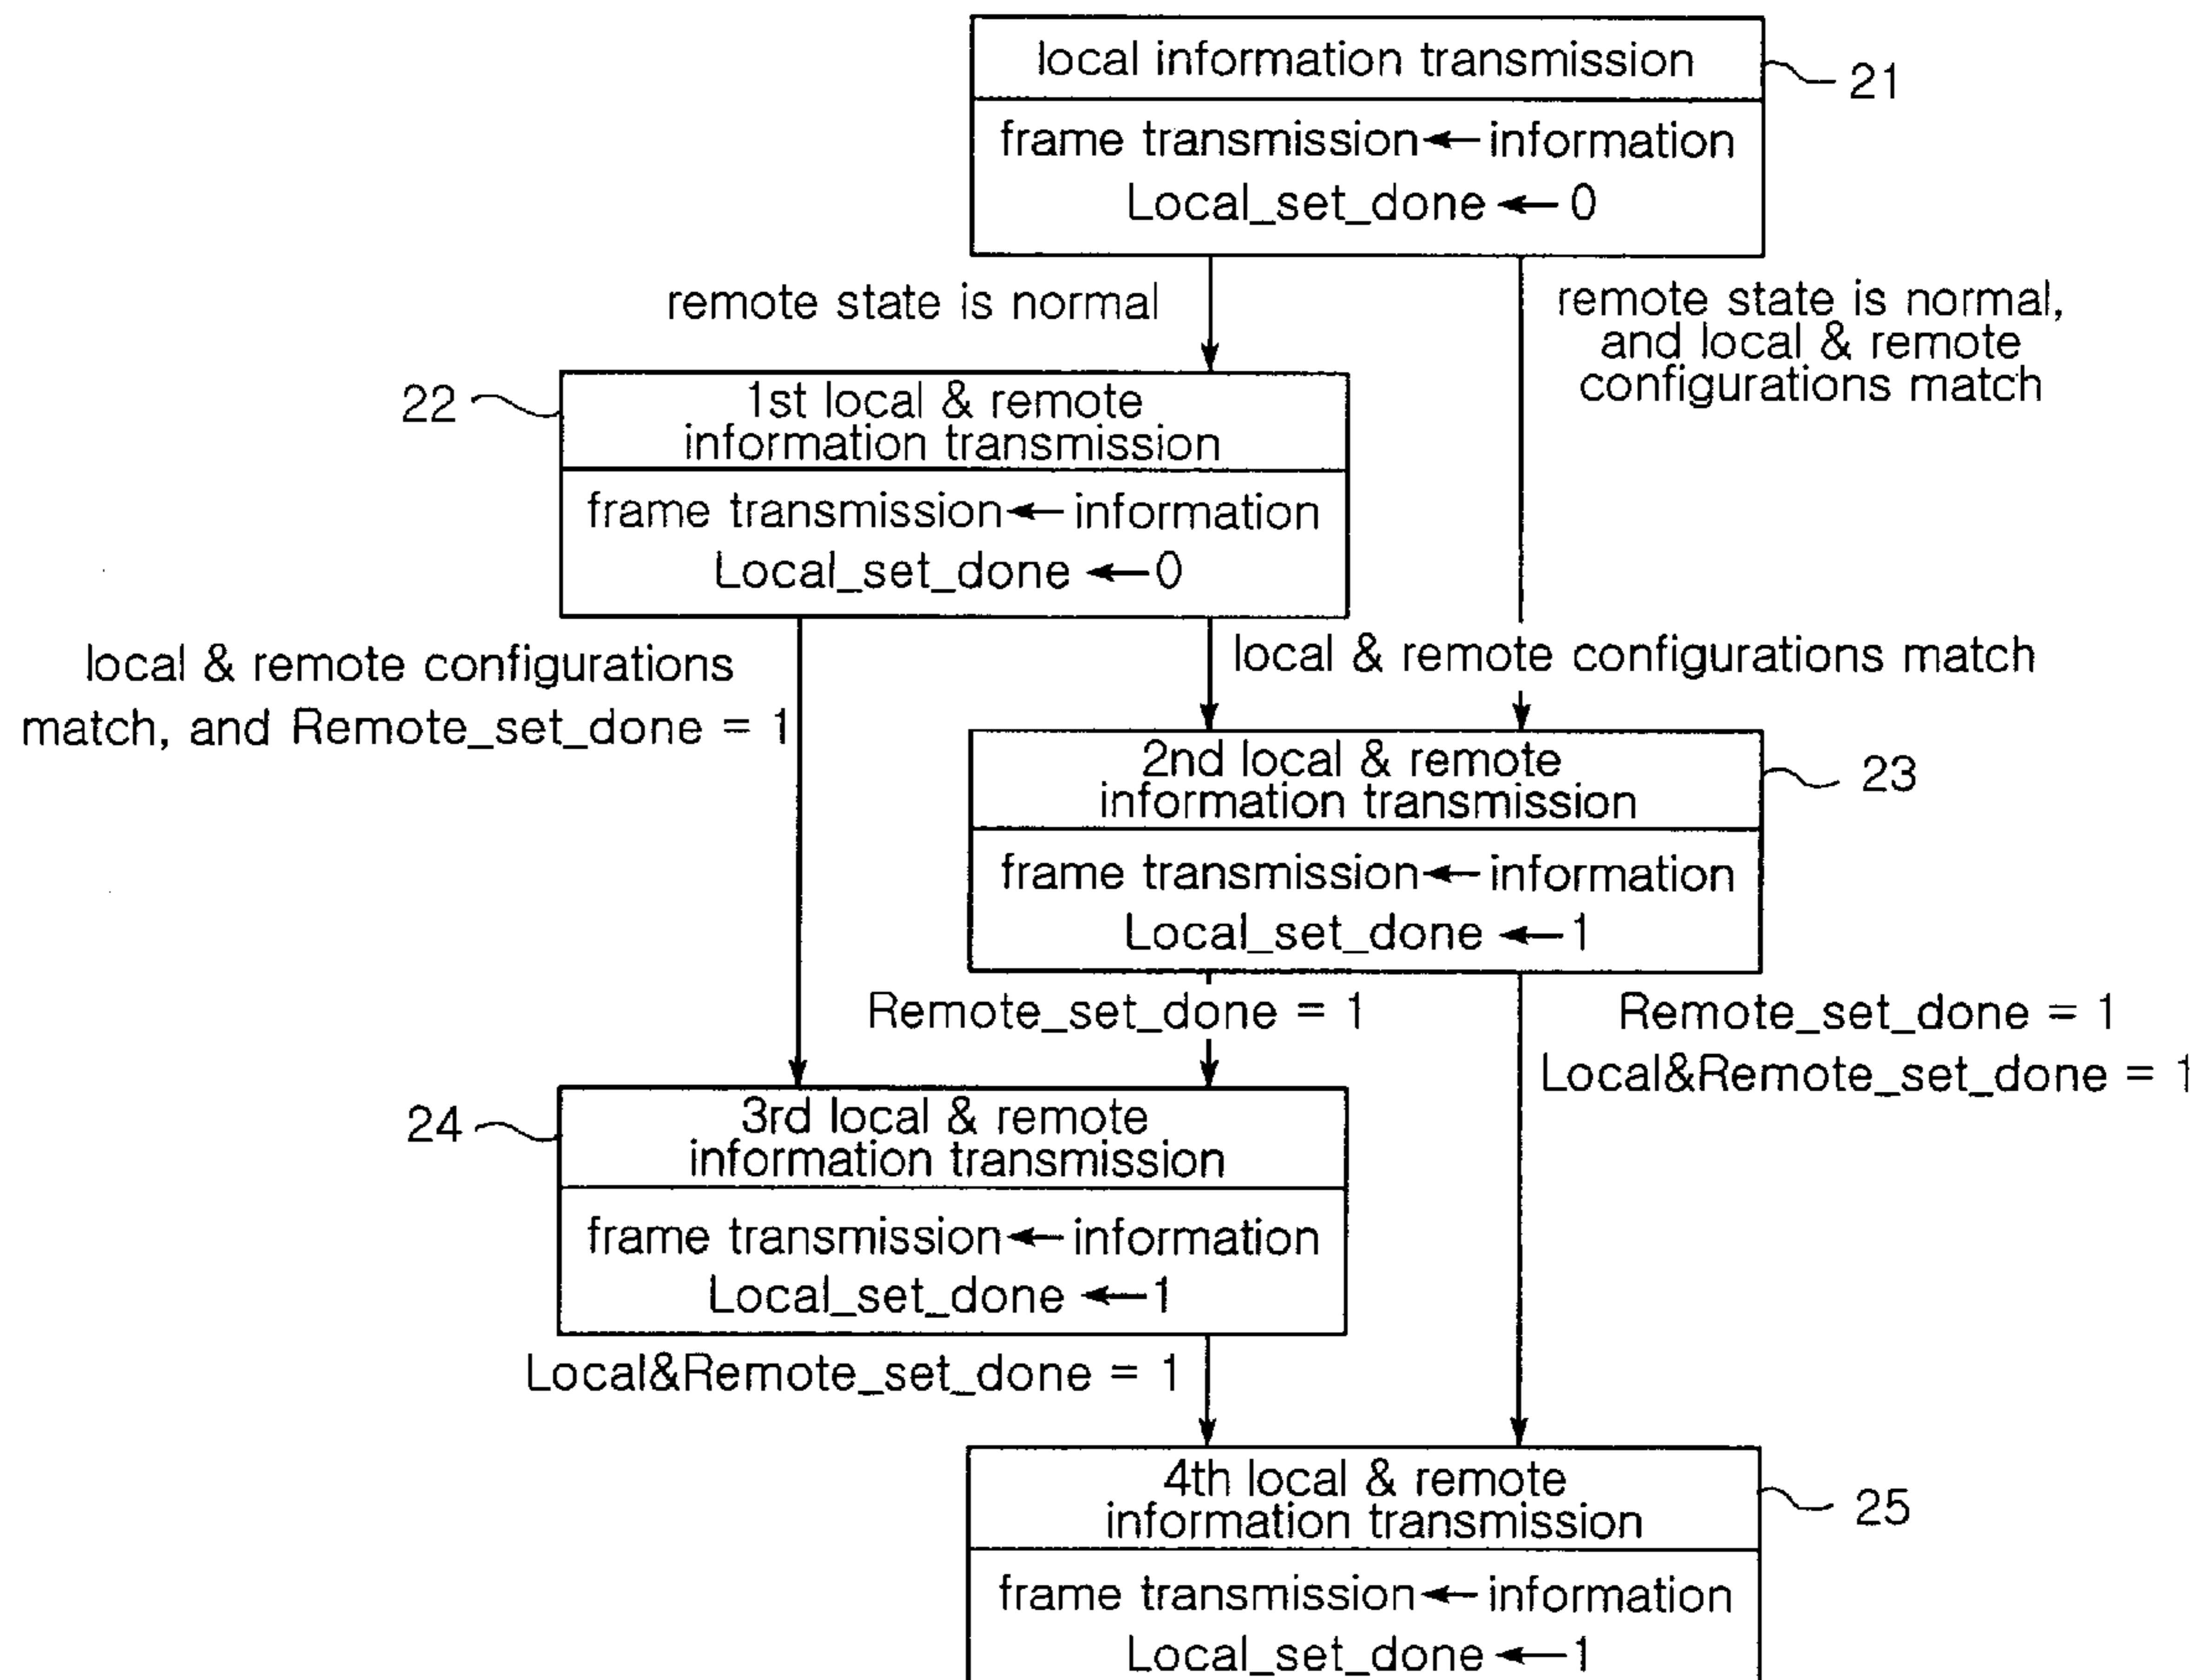 local information transmission
21
frame transmission←information
Local_set_done ←0
remote state is normal
remote state is normal,
and local & remote
configurations match
22
1st local & remote
information transmission
frame transmission←information
Local_set_done ←0
local & remote configurations
match, and Remote_set_done = 1
local & remote configurations match
2nd local & remote
information transmission
23
frame transmission←information
Local_set_done ←1
Remote_set_done = 1
Remote_set_done = 1
Local&Remote_set_done = 1
24
3rd local & remote
information transmission
frame transmission←information
Local_set_done ←1
Local&Remote_set_done = 1
4th local & remote
information transmission
25
frame transmission←information
Local_set_done ←1